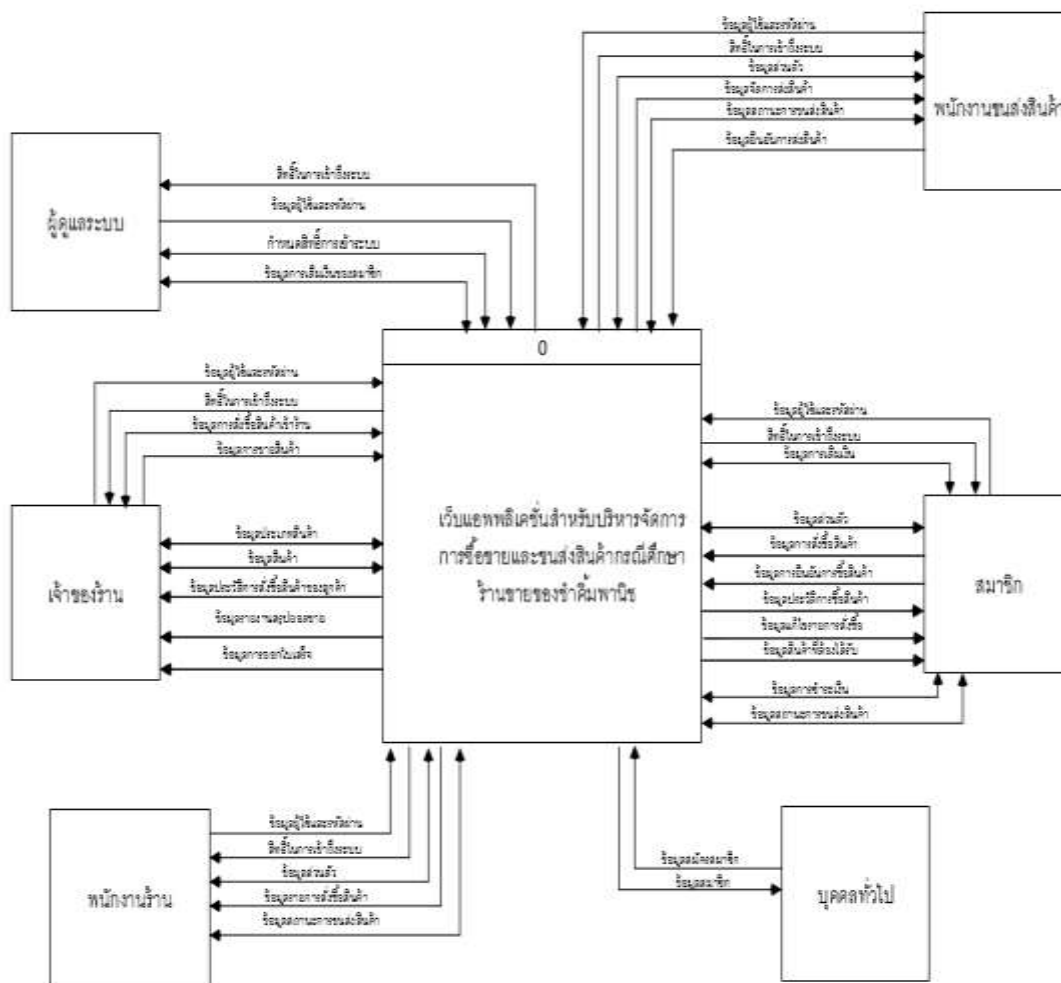 ข้อมูลผู้ใช้และรหัสผ่าน
สิทธิ์ในการเข้าถึงระบบ
ข้อมูลส่วนตัว
ข้อมูลจัดการส่งสินค้า
ข้อมูลสถานะการขนส่งสินค้า
ข้อมูลยืนยันการส่งสินค้า
พนักงานขนส่งสินค้า
ผู้ดูแลระบบ
สิทธิ์ในการเข้าถึงระบบ
ข้อมูลผู้ใช้และรหัสผ่าน
กำหนดสิทธิ์การเข้าระบบ
ข้อมูลการเติมเงินของสมาชิก
0
เว็บแอพพลิเคชั่นสำหรับบริหารจัดการ
การซื้อขายและขนส่งสินค้ากรณีศึกษา
ร้านขายของชำคิ้มพานิช
ข้อมูลผู้ใช้และรหัสผ่าน
สิทธิ์ในการเข้าถึงระบบ
ข้อมูลการสั่งซื้อสินค้าเข้าร้าน
ข้อมูลการขายสินค้า
ข้อมูลประเภทสินค้า
ข้อมูลสินค้า
ข้อมูลประวัติการสั่งซื้อสินค้าของลูกค้า
ข้อมูลรายงานสรุปยอดขาย
ข้อมูลการออกใบเสร็จ
เจ้าของร้าน
ข้อมูลผู้ใช้และรหัสผ่าน
สิทธิ์ในการเข้าถึงระบบ
ข้อมูลการเติมเงิน
ข้อมูลส่วนตัว
ข้อมูลการสั่งซื้อสินค้า
ข้อมูลการยืนยันการซื้อสินค้า
ข้อมูลประวัติการซื้อสินค้า
ข้อมูลแก้ไขรายการสั่งซื้อ
ข้อมูลสินค้าที่ต้องได้รับ
ข้อมูลการชำระเงิน
ข้อมูลสถานะการขนส่งสินค้า
สมาชิก
พนักงานร้าน
ข้อมูลผู้ใช้และรหัสผ่าน
สิทธิ์ในการเข้าถึงระบบ
ข้อมูลส่วนตัว
ข้อมูลรายการสั่งซื้อสินค้า
ข้อมูลสถานะการขนส่งสินค้า
ข้อมูลสมัครสมาชิก
ข้อมูลสมาชิก
บุคคลทั่วไป